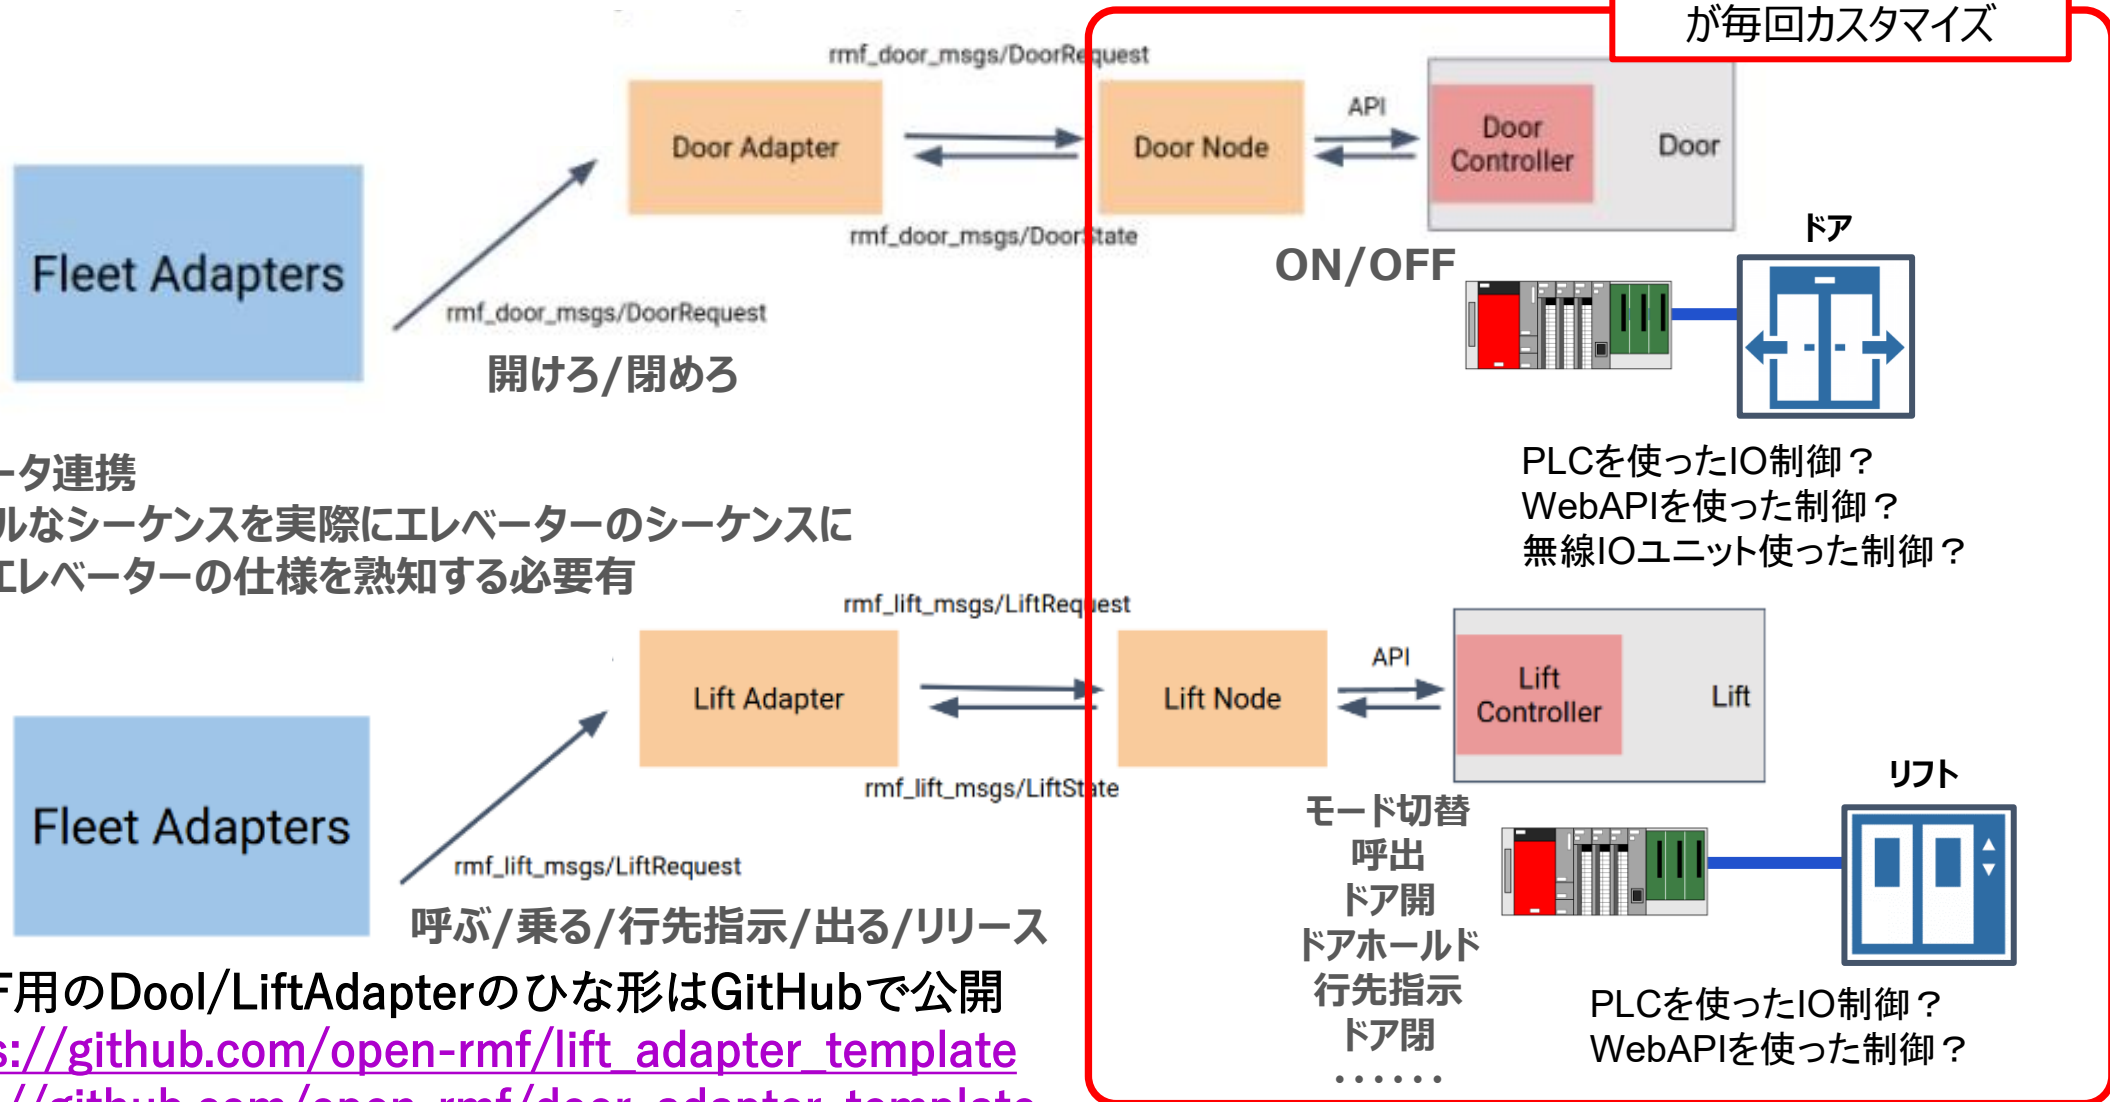 が毎回カスタマイズ
rmf_door_msgs/DoorRequest
Door Adapter
Door Node
API
Door
Controller
Door
Fleet Adapters
rmf_door_msgs/DoorState
rmf_door_msgs/DoorRequest
開けろ/閉めろ
ON/OFF
ドア
PLCを使ったIO制御？
WebAPIを使った制御？
無線IOユニット使った制御？
ータ連携
ルなシーケンスを実際にエレベーターのシーケンスに
エレベーターの仕様を熟知する必要有
rmf_lift_msgs/LiftRequest
Lift Adapter
Lift Node
API
Lift
Controller
Lift
Fleet Adapters
rmf_lift_msgs/LiftState
rmf_lift_msgs/LiftRequest
呼ぶ/乗る/行先指示/出る/リリース
モード切替
呼出
ドア開
ドアホールド
行先指示
ドア閉
・・・・・・
リフト
PLCを使ったIO制御？
WebAPIを使った制御？
F用のDool/LiftAdapterのひな形はGitHubで公開
s://github.com/open-rmf/lift_adapter_template
://github.com/open-rmf/door_adapter_template